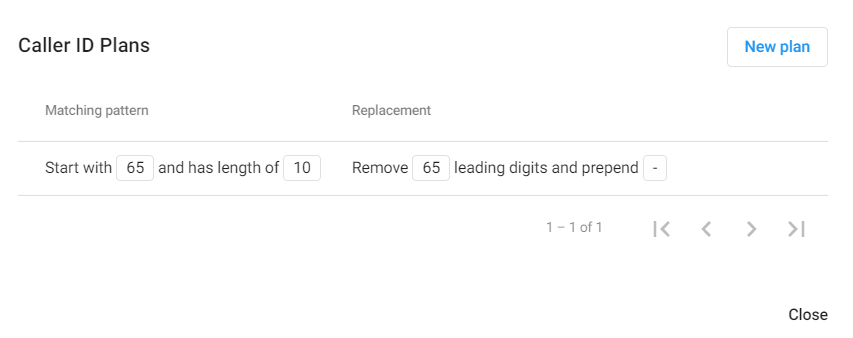 Caller ID Plans
New plan
Matching pattern Replacement
Start with 65 and has length of 10 Remove 65 leading digits and prepend -
1 – 1 of 1
Close